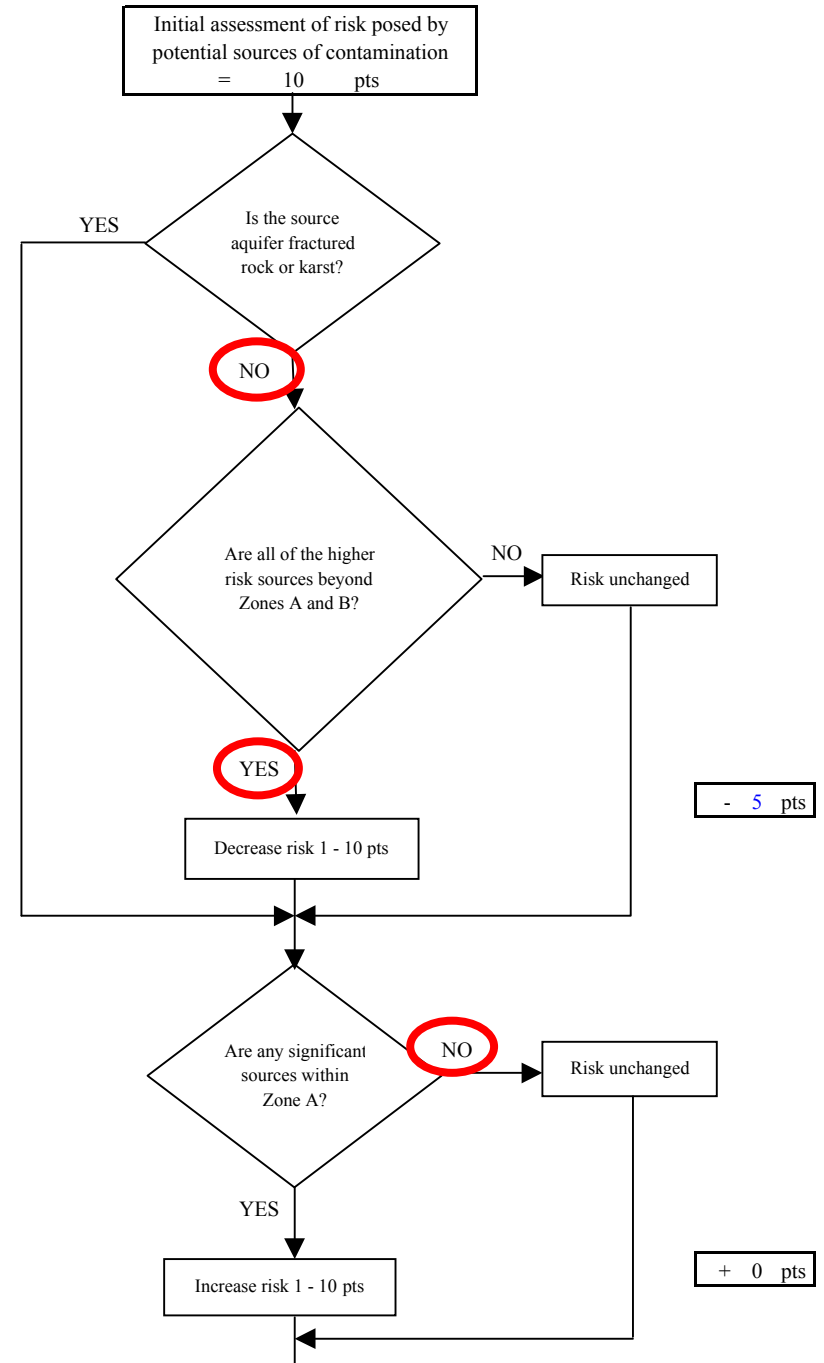 Initial assessment of risk posed by
potential sources of contamination
= 10 pts
YES
Is the source
aquifer fractured
rock or karst?
NO
Are all of the higher
risk sources beyond
Zones A and B?
NO
Risk unchanged
YES
- 5 pts
Decrease risk 1 - 10 pts
Are any significant
sources within
Zone A?
NO
Risk unchanged
YES
+ 0 pts
Increase risk 1 - 10 pts